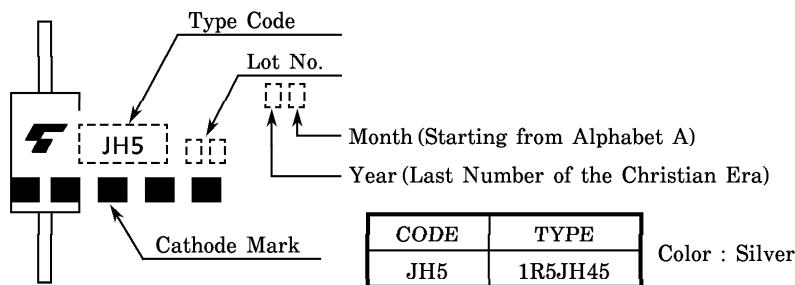 Type Code
Lot No.
JH5
Month (Starting from Alphabet A)
Year (Last Number of the Christian Era)
Cathode Mark
CODE TYPE
JH5 1R5JH45
Color : Silver